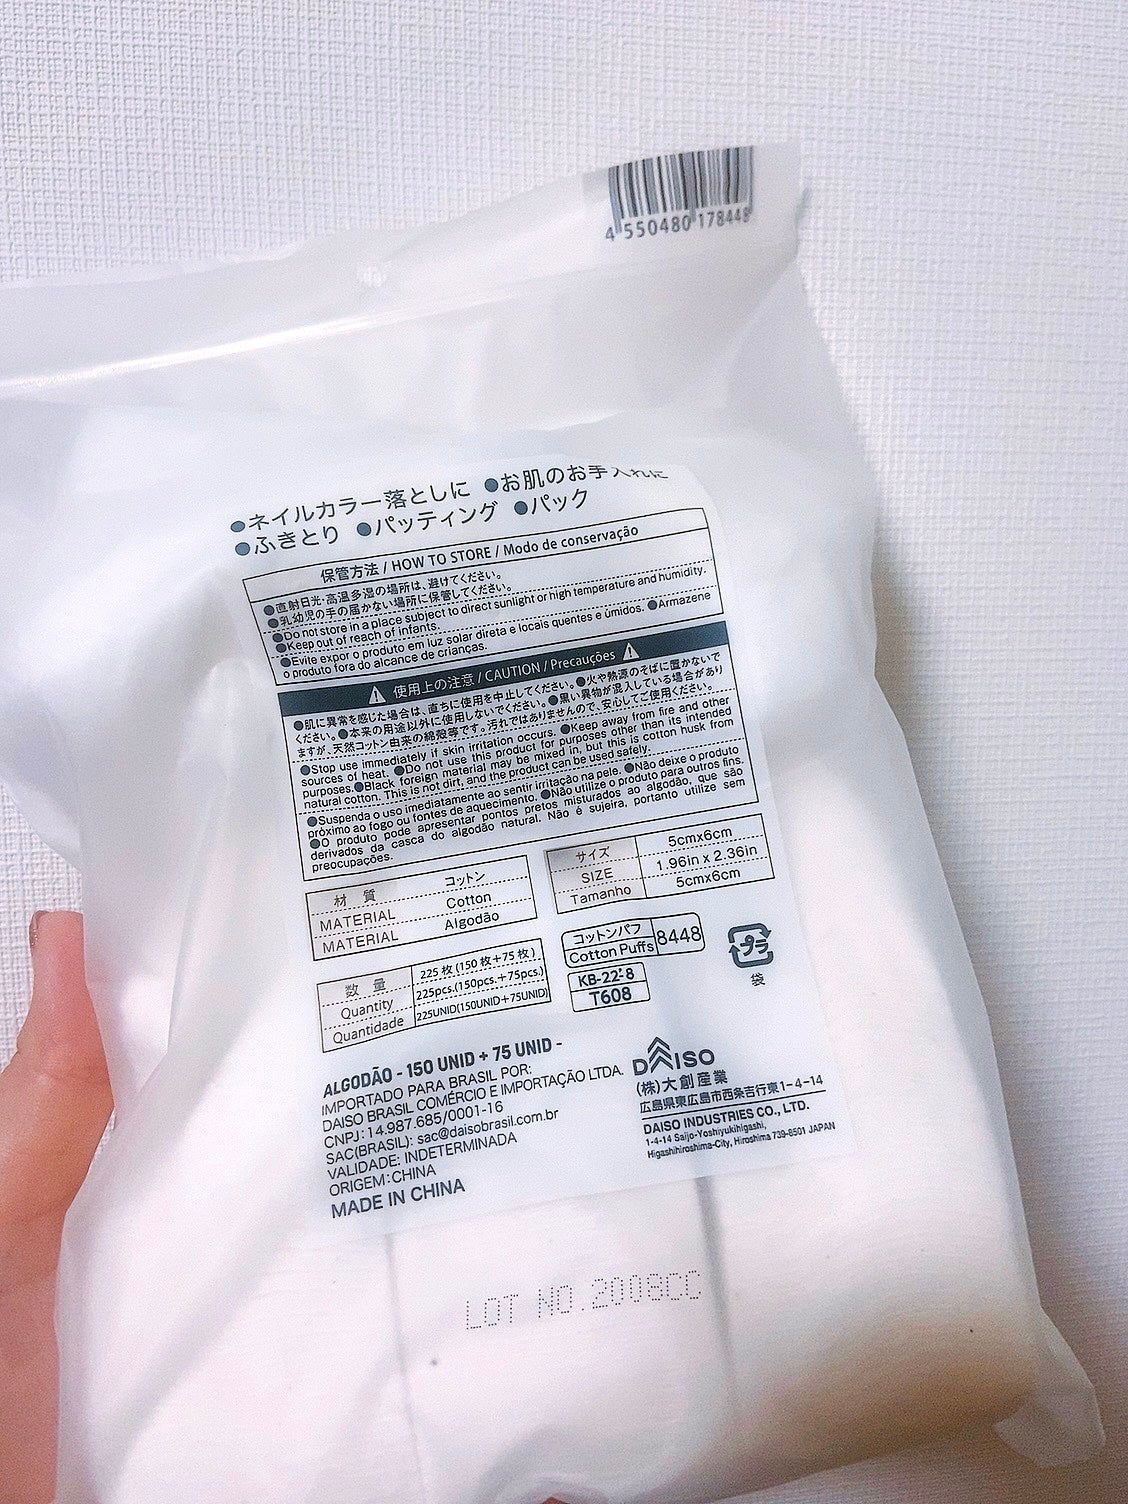 4 550480 178448
●ネイルカラー落としに ●お肌のお手入れに
●ふきとり ●パッティング ●パック
保管方法 / HOW TO STORE / Modo de conservação
●直射日光・高温多湿の場所は、避けてください。
●乳幼児の手の届かない場所に保管してください。
●Do not store in a place subject to direct sunlight or high temperature and humidity.
●Keep out of reach of infants.
●Evite expor o produto em luz solar direta e locais quentes e úmidos. ●Armazene
o produto fora do alcance de crianças.
使用上の注意 / CAUTION / Precauções
●肌に異常を感じた場合は、直ちに使用を中止してください。●火や熱源のそばに置かないで
ください。●本来の用途以外に使用しないでください。●黒い異物が混入している場合があり
ますが、天然コットン由来の綿殻等です。汚れではありませんので、安心してご使用ください。
●Stop use immediately if skin irritation occurs. ●Keep away from fire and other
sources of heat. ●Do not use this product for purposes other than its intended
purposes.●Black foreign material may be mixed in, but this is cotton husk from
natural cotton. This is not dirt, and the product can be used safely.
●Suspenda o uso imediatamente ao sentir irritação na pele. ●Não deixe o produto
próximo ao fogo ou fontes de aquecimento. ●Não utilize o produto para outros fins.
●O produto pode apresentar pontos pretos misturados ao algodão, que são
derivados da casca do algodão natural. Não é sujeira, portanto utilize sem
preocupações.
材 質 コットン
MATERIAL Cotton
MATERIAL Algodão
サイズ 5cmx6cm
SIZE 1.96in x 2.36in
Tamanho 5cmx6cm
数 量 225枚(150枚+75枚)
Quantity 225pcs.(150pcs.+75pcs.)
Quantidade 225UNID(150UNID+75UNID)
コットンパフ
Cotton Puffs 8448
KB-22-8
T608
プラ
袋
ALGODÃO - 150 UNID + 75 UNID -
IMPORTADO PARA BRASIL POR:
DAISO BRASIL COMÉRCIO E IMPORTAÇÃO LTDA.
CNPJ: 14.987.685/0001-16
SAC(BRASIL): sac@daisobrasil.com.br
VALIDADE: INDETERMINADA
ORIGEM:CHINA
MADE IN CHINA
DAISO
(株)大創産業
広島県東広島市西条吉行東1-4-14
DAISO INDUSTRIES CO., LTD.
1-4-14 Saijo-Yoshiyukihigashi,
Higashihiroshima-City, Hiroshima 739-8501 JAPAN
LOT NO.2008CC